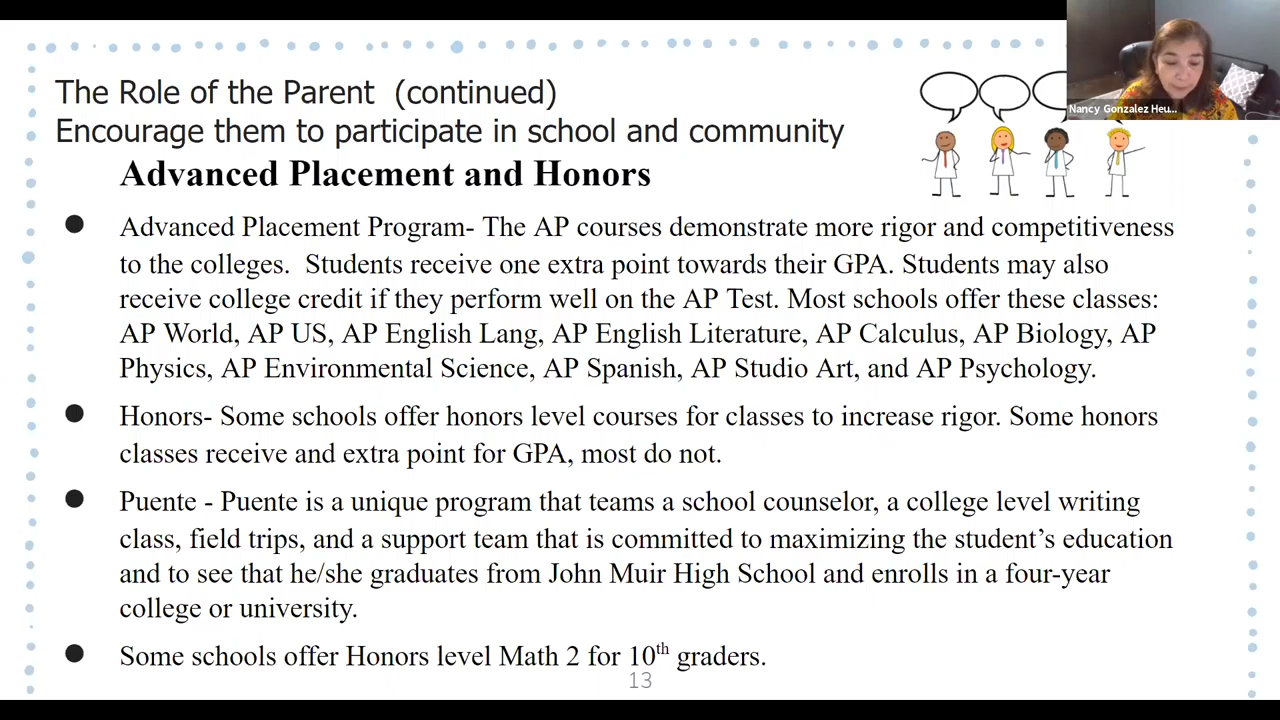 The Role of the Parent (continued)
Encourage them to participate in school and community
Nancy Gonzalez Heu...
Advanced Placement and Honors
● Advanced Placement Program- The AP courses demonstrate more rigor and competitiveness
to the colleges. Students receive one extra point towards their GPA. Students may also
receive college credit if they perform well on the AP Test. Most schools offer these classes:
AP World, AP US, AP English Lang, AP English Literature, AP Calculus, AP Biology, AP
Physics, AP Environmental Science, AP Spanish, AP Studio Art, and AP Psychology.
● Honors- Some schools offer honors level courses for classes to increase rigor. Some honors
classes receive and extra point for GPA, most do not.
● Puente - Puente is a unique program that teams a school counselor, a college level writing
class, field trips, and a support team that is committed to maximizing the student’s education
and to see that he/she graduates from John Muir High School and enrolls in a four-year
college or university.
● Some schools offer Honors level Math 2 for 10th graders.
13